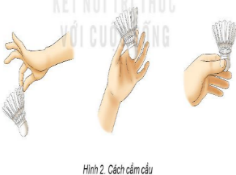 KẾT NỐI TRI THỨC
VỚI CUỘC SỐNG
Hình 2. Cách cầm cầu